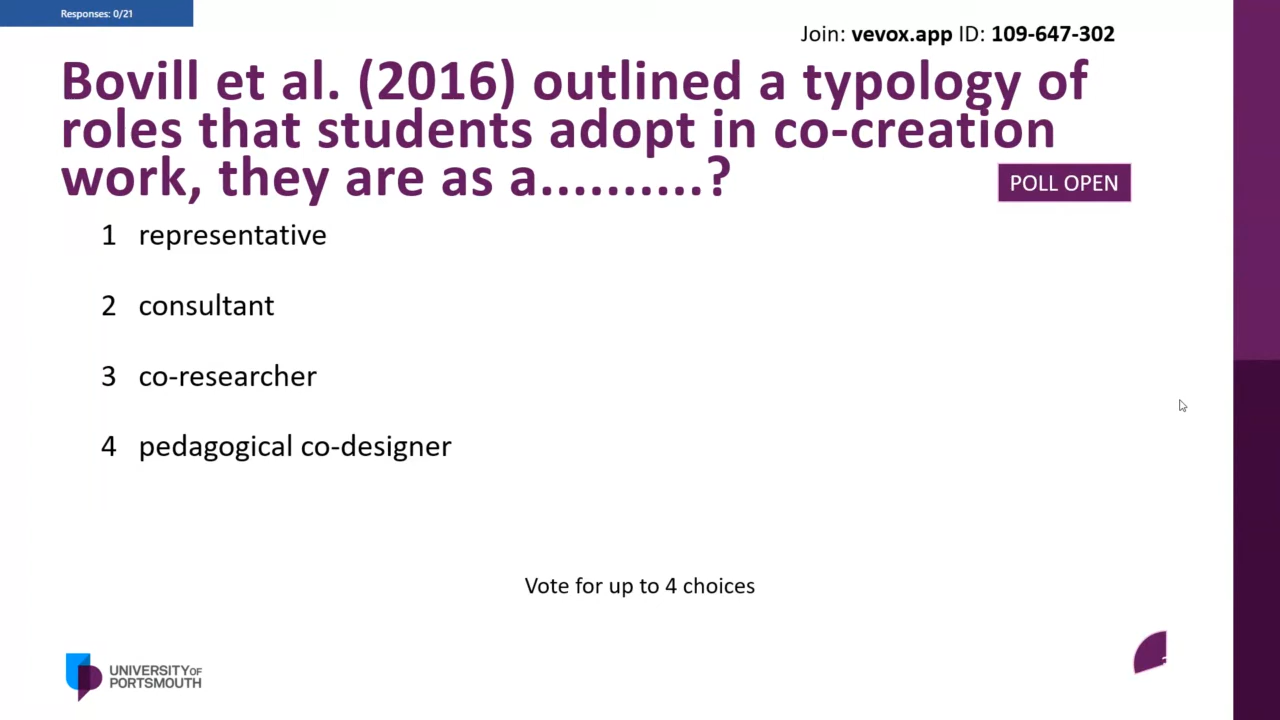 Responses: 0/21
Join: vevox.app ID: 109-647-302
Bovill et al. (2016) outlined a typology of
roles that students adopt in co-creation
work, they are as a..........?
POLL OPEN
1 representative
2 consultant
3 co-researcher
4 pedagogical co-designer
Vote for up to 4 choices
UNIVERSITY OF
PORTSMOUTH